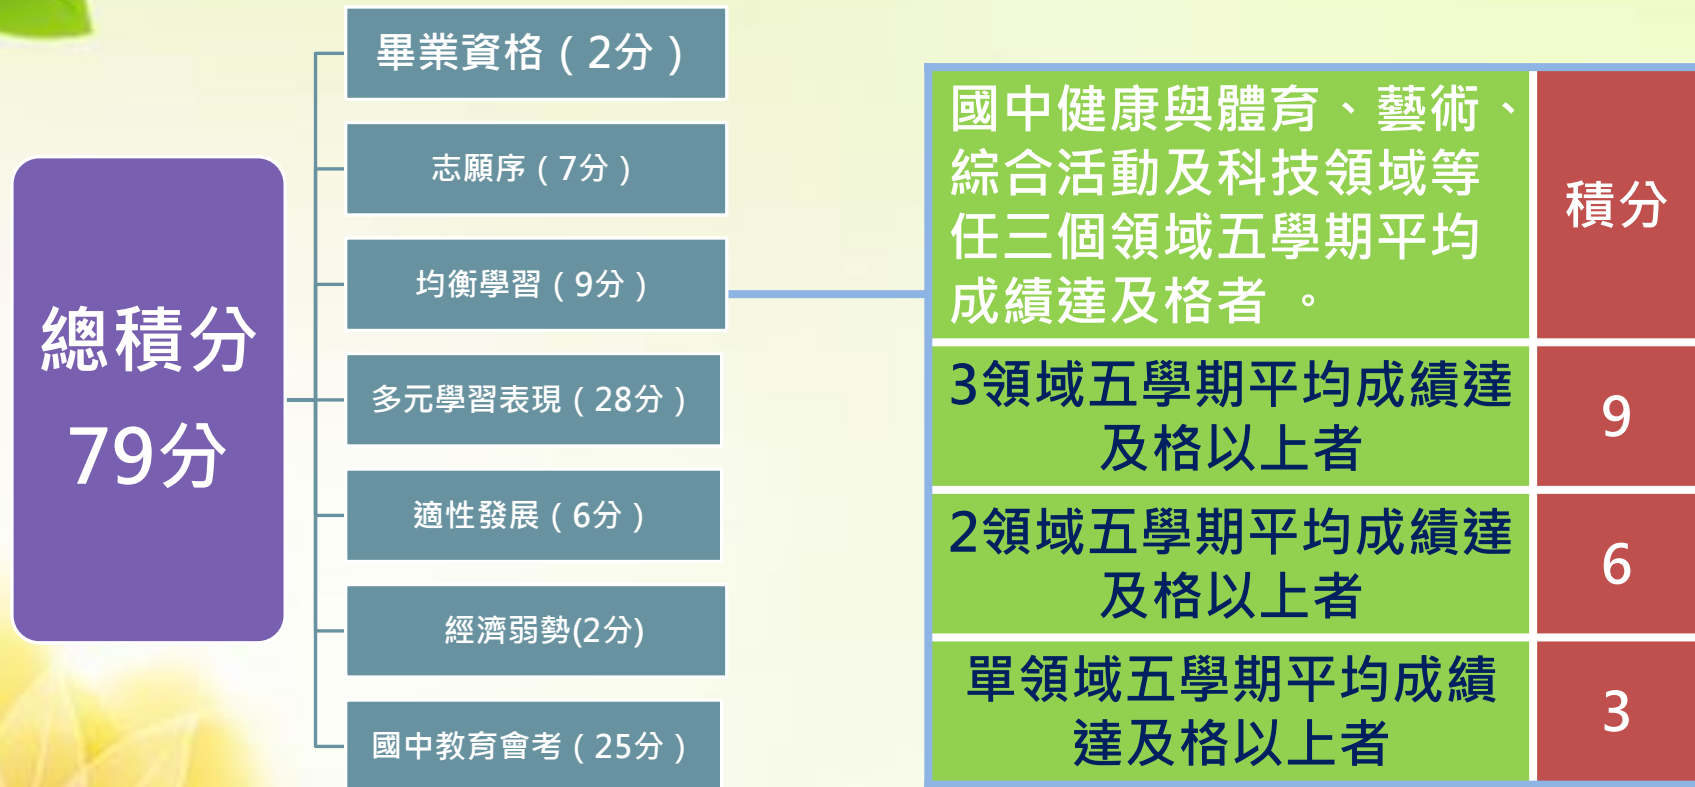 總積分
79分
畢業資格（2分）
志願序（7分）
均衡學習（9分）
多元學習表現（28分）
適性發展（6分）
經濟弱勢(2分)
國中教育會考（25分）
國中健康與體育、藝術、
綜合活動及科技領域等
任三個領域五學期平均
成績達及格者 。
積分
3領域五學期平均成績達
及格以上者
9
2領域五學期平均成績達
及格以上者
6
單領域五學期平均成績
達及格以上者
3